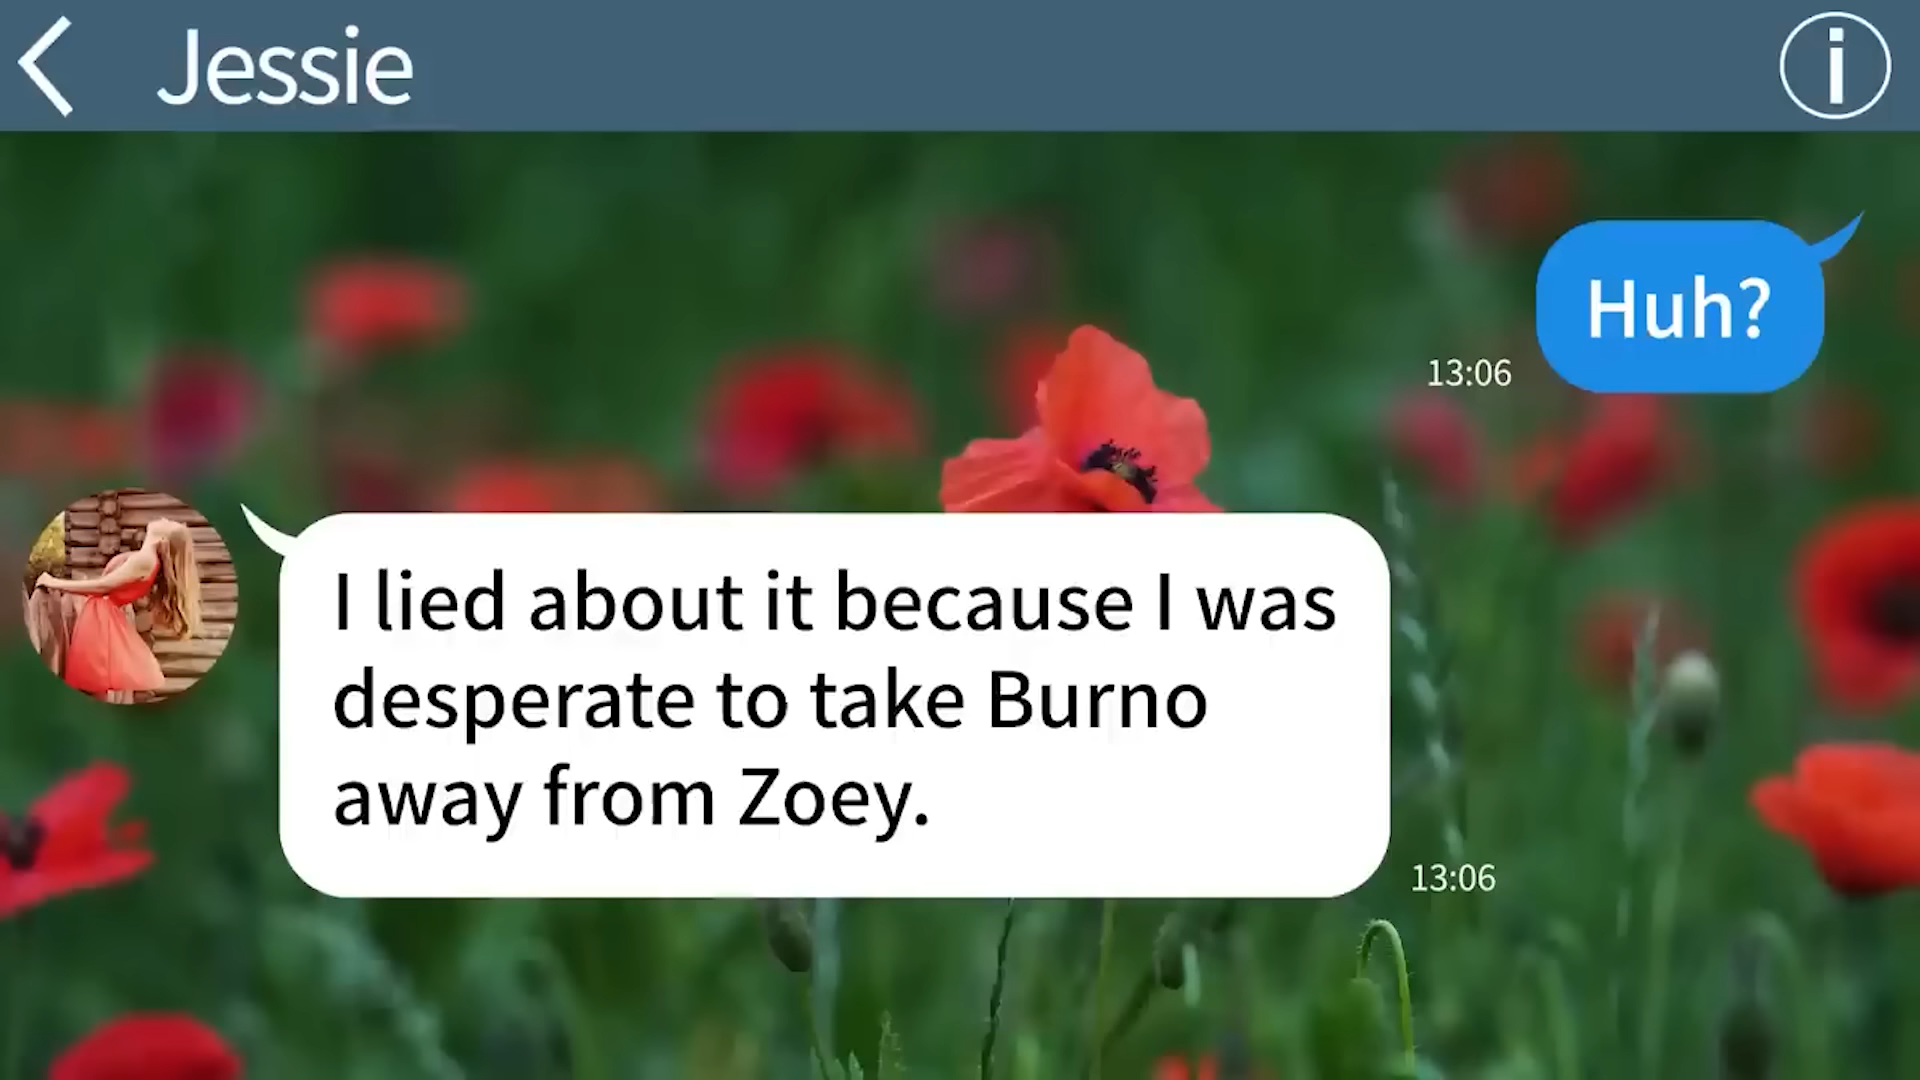 Jessie
Huh?
13:06
I lied about it because I was
desperate to take Burno
away from Zoey.
13:06